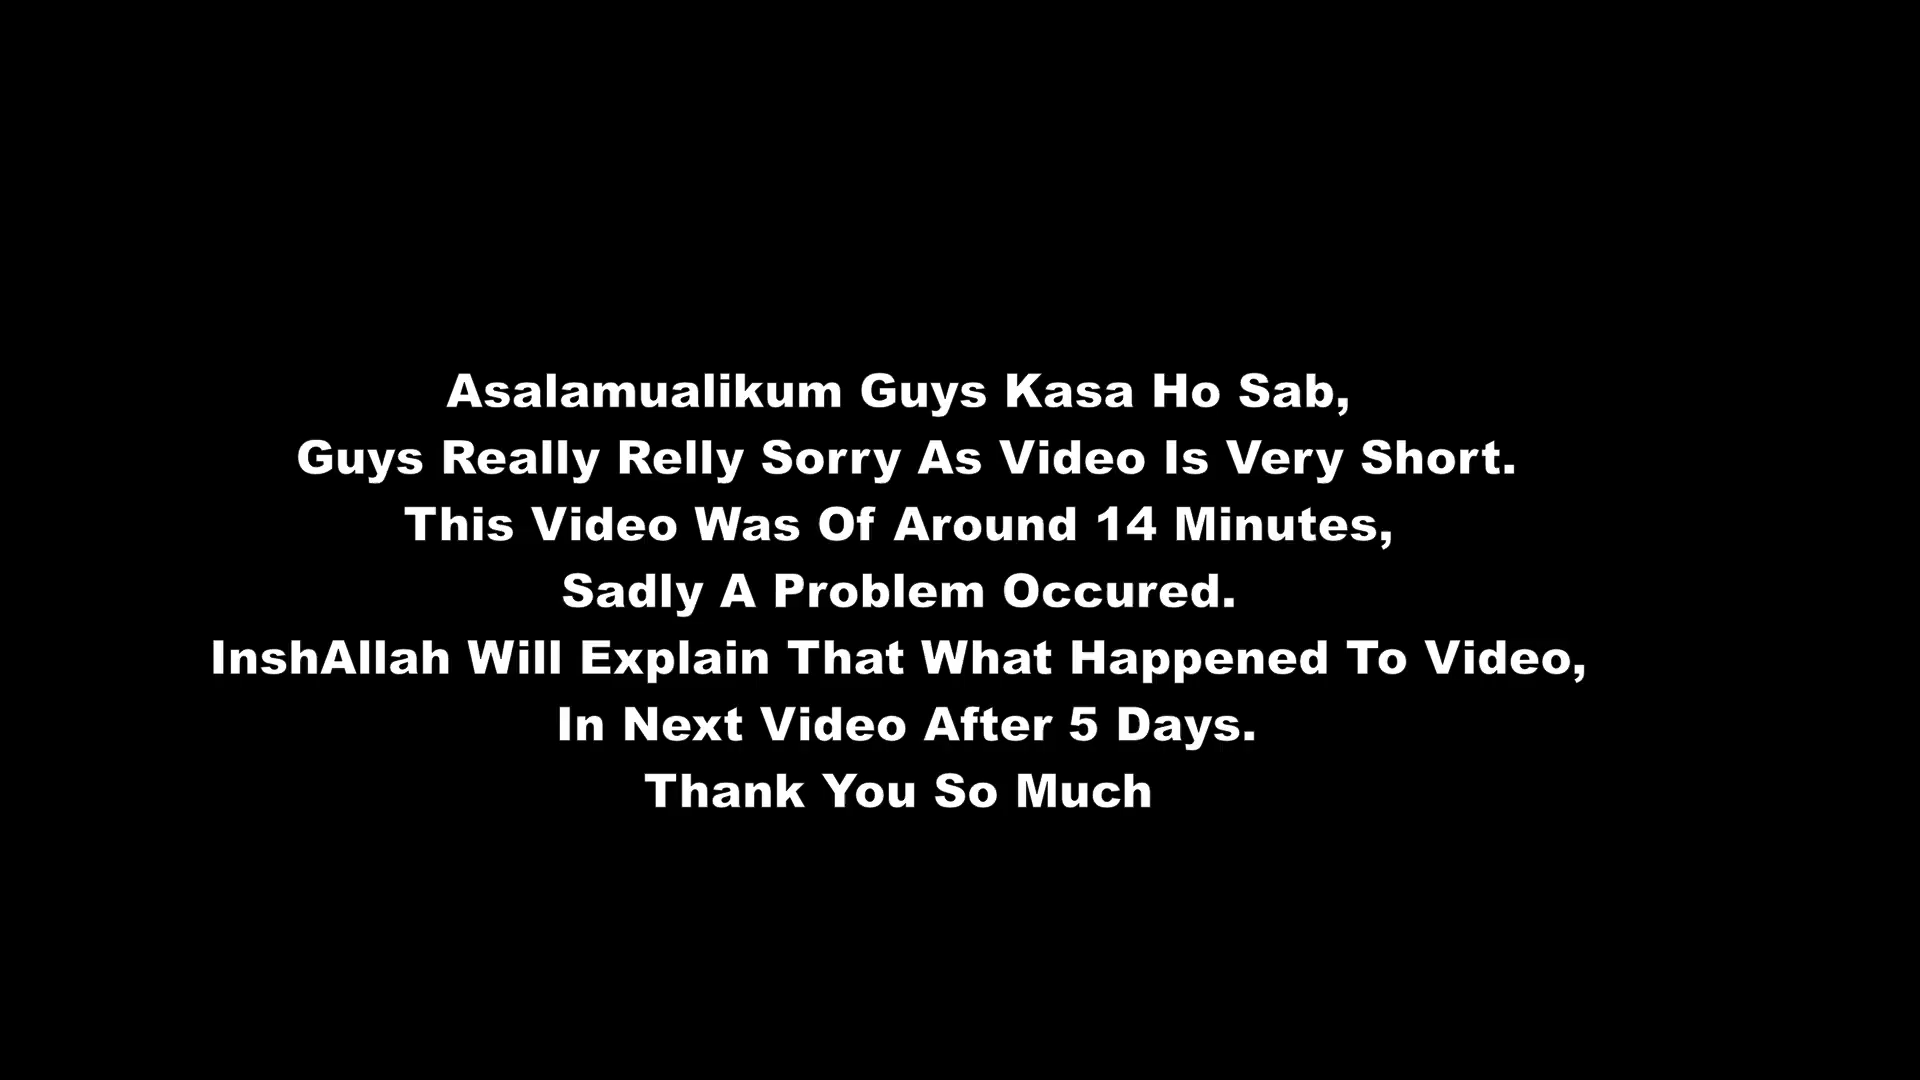 Asalamualikum Guys Kasa Ho Sab,
Guys Really Relly Sorry As Video Is Very Short.
This Video Was Of Around 14 Minutes,
Sadly A Problem Occured.
InshAllah Will Explain That What Happened To Video,
In Next Video After 5 Days.
Thank You So Much